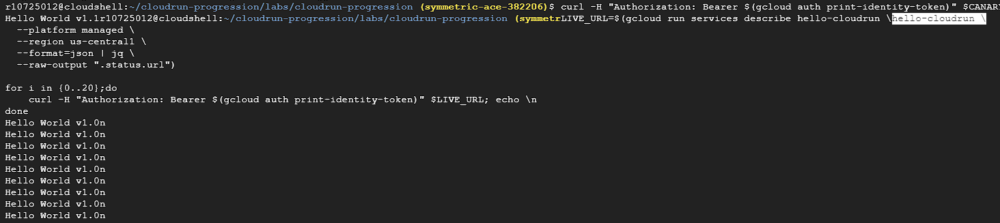 r10725012@cloudshell:~/cloudrun-progression/labs/cloudrun-progression (symmetric-ace-382206)$ curl -H "Authorization: Bearer $(gcloud auth print-identity-token)" $CANARY
Hello World v1.1r10725012@cloudshell:~/cloudrun-progression/labs/cloudrun-progression (symmetrLIVE_URL=$(gcloud run services describe hello-cloudrun \hello-cloudrun \
  --platform managed \
  --region us-central1 \
  --format=json | jq \
  --raw-output ".status.url")

for i in {0..20};do
    curl -H "Authorization: Bearer $(gcloud auth print-identity-token)" $LIVE_URL; echo \n
done
Hello World v1.0n
Hello World v1.0n
Hello World v1.0n
Hello World v1.0n
Hello World v1.0n
Hello World v1.0n
Hello World v1.0n
Hello World v1.0n
Hello World v1.0n